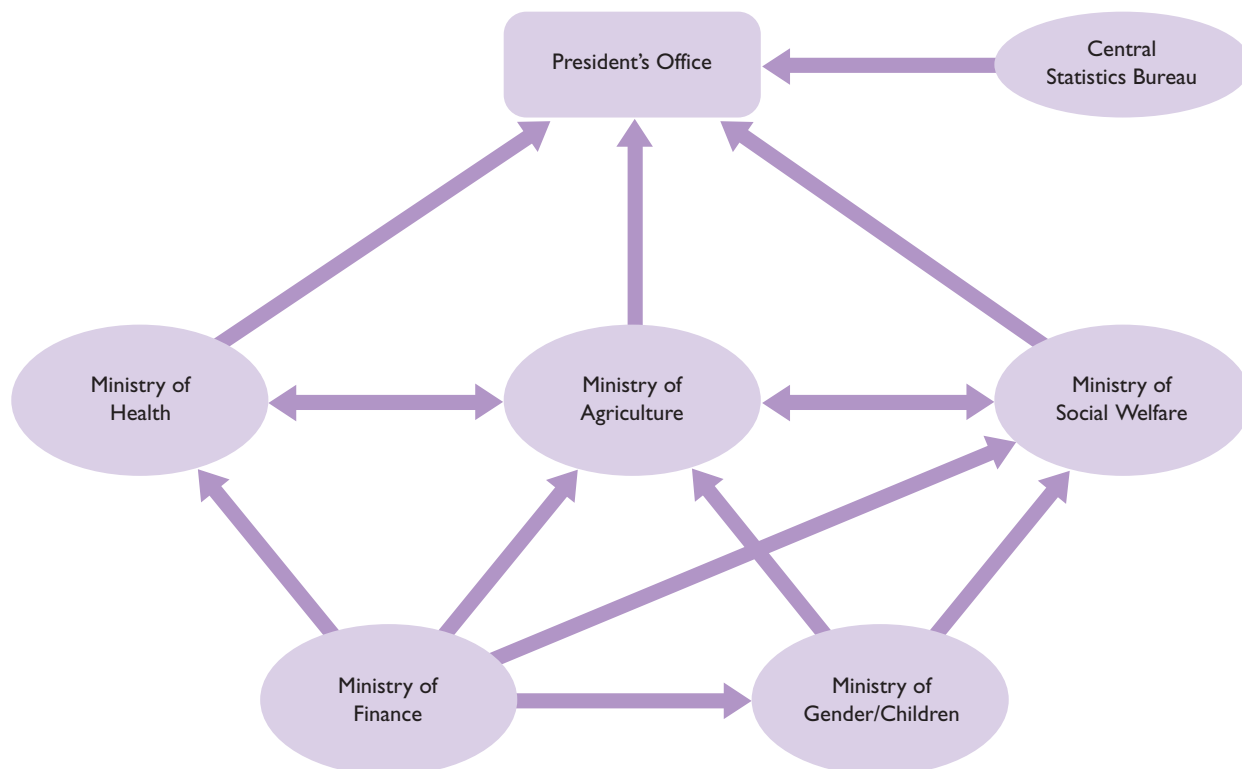 President’s Office
Central
Statistics Bureau
Ministry of
Health
Ministry of
Agriculture
Ministry of
Social Welfare
Ministry of
Finance
Ministry of
Gender/Children